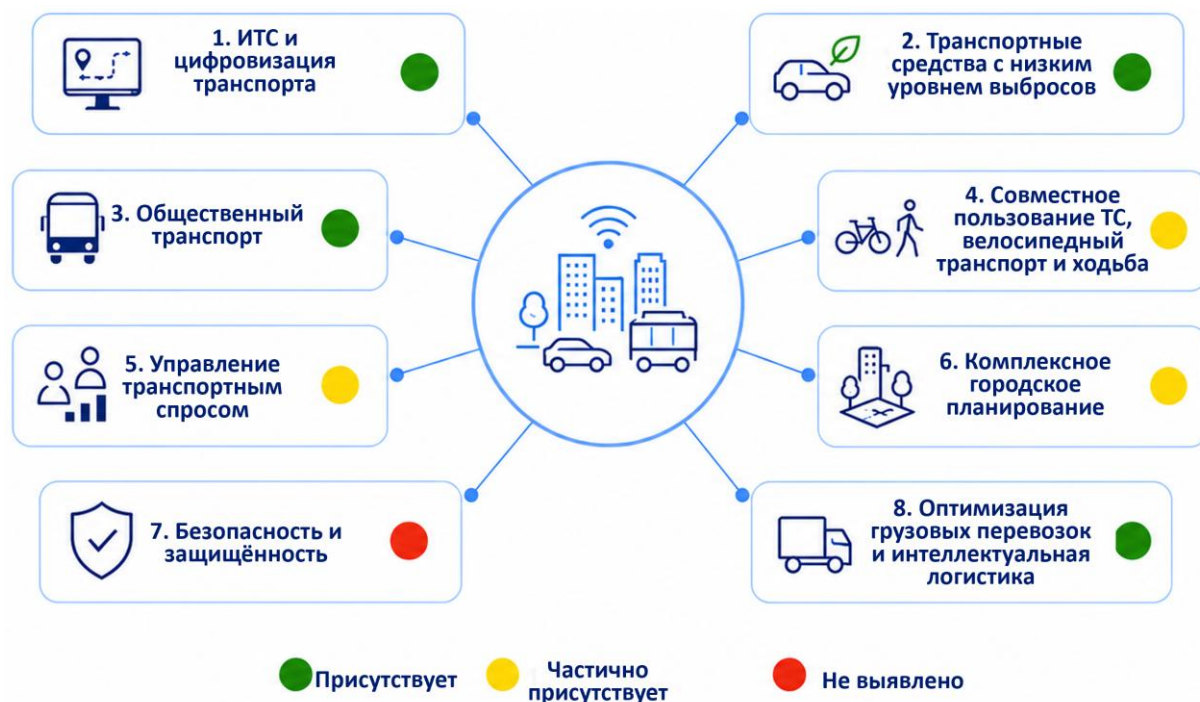 1. ИТС и
цифровизация
транспорта
2. Транспортные
средства с низким
уровнем выбросов
3. Общественный
транспорт
4. Совместное
пользование ТС,
велосипедный
транспорт и ходьба
5. Управление
транспортным
спросом
6. Комплексное
городское
планирование
7. Безопасность и
защищённость
8. Оптимизация
грузовых перевозок
и интеллектуальная
логистика
Присутствует
Частично
присутствует
Не выявлено